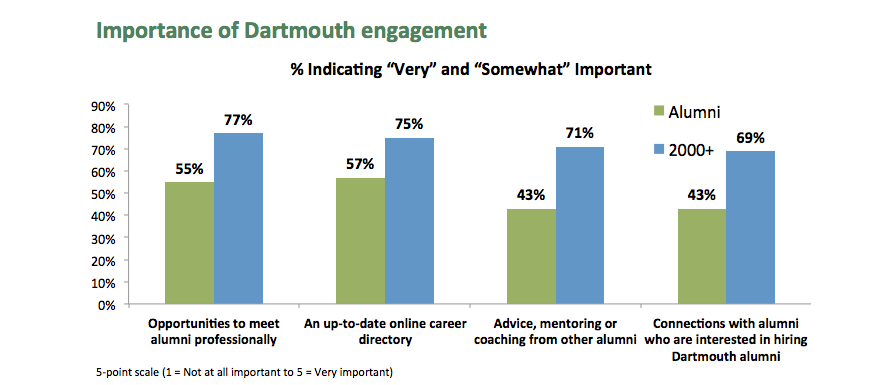 Importance of Dartmouth engagement
% Indicating “Very” and “Somewhat” Important
90%
80%
70%
60%
50%
40%
30%
20%
10%
0%
55%
77%
57%
75%
43%
71%
43%
69%
Alumni
2000+
Opportunities to meet
alumni professionally
An up-to-date online career
directory
Advice, mentoring or
coaching from other alumni
Connections with alumni
who are interested in hiring
Dartmouth alumni
5-point scale (1 = Not at all important to 5 = Very important)